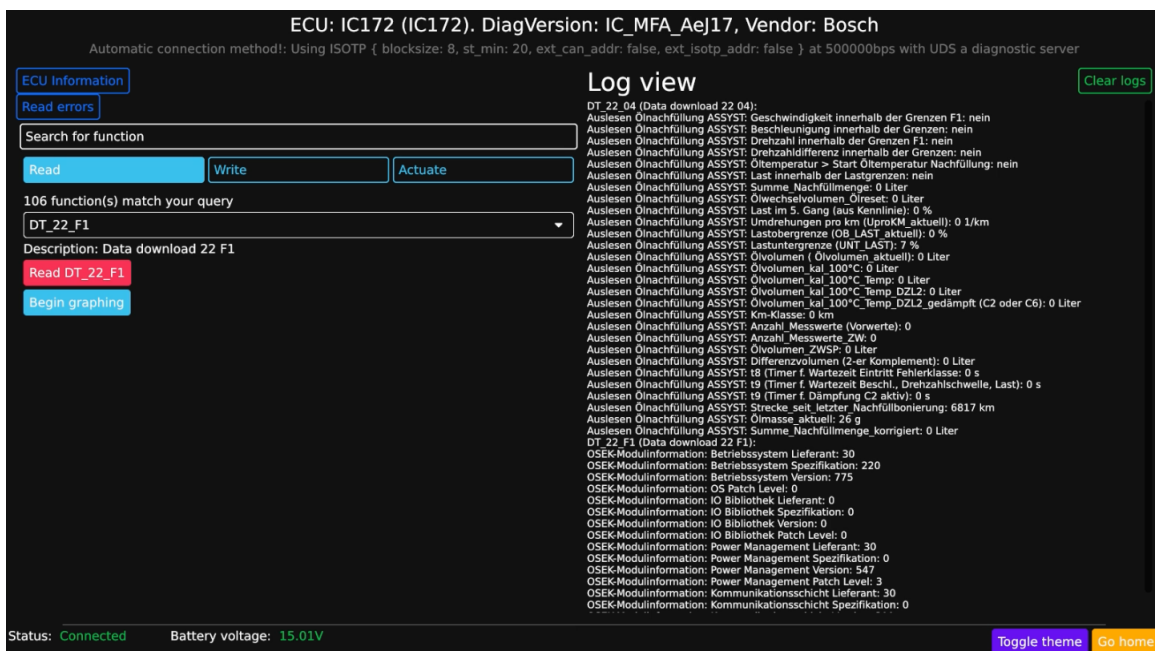 ECU: IC172 (IC172). DiagVersion: IC_MFA_AeJ17, Vendor: Bosch
Automatic connection method!: Using ISOTP { blocksize: 8, st_min: 20, ext_can_addr: false, ext_isotp_addr: false } at 500000bps with UDS a diagnostic server
ECU Information
Read errors
Search for function
Read
Write
Actuate
106 function(s) match your query
DT_22_F1
Description: Data download 22 F1
Read DT_22_F1
Begin graphing
Log view
Clear logs
DT_22_04 (Data download 22 04):
Auslesen Ölnachfüllung ASSYST: Geschwindigkeit innerhalb der Grenzen F1: nein
Auslesen Ölnachfüllung ASSYST: Beschleunigung innerhalb der Grenzen: nein
Auslesen Ölnachfüllung ASSYST: Drehzahl innerhalb der Grenzen F1: nein
Auslesen Ölnachfüllung ASSYST: Drehzahldifferenz innerhalb der Grenzen: nein
Auslesen Ölnachfüllung ASSYST: Öltemperatur > Start Öltemperatur Nachfüllung: nein
Auslesen Ölnachfüllung ASSYST: Last innerhalb der Lastgrenzen: nein
Auslesen Ölnachfüllung ASSYST: Summe_Nachfüllmenge: 0 Liter
Auslesen Ölnachfüllung ASSYST: Ölwechselvolumen_Ölreset: 0 Liter
Auslesen Ölnachfüllung ASSYST: Last im 5. Gang (aus Kennlinie): 0 %
Auslesen Ölnachfüllung ASSYST: Umdrehungen pro km (UproKM_aktuell): 0 1/km
Auslesen Ölnachfüllung ASSYST: Lastobergrenze (OB_LAST_aktuell): 0 %
Auslesen Ölnachfüllung ASSYST: Lastuntergrenze (UNT_LAST): 7 %
Auslesen Ölnachfüllung ASSYST: Ölvolumen ( Ölvolumen_aktuell): 0 Liter
Auslesen Ölnachfüllung ASSYST: Ölvolumen_kal_100°C: 0 Liter
Auslesen Ölnachfüllung ASSYST: Ölvolumen_kal_100°C_Temp: 0 Liter
Auslesen Ölnachfüllung ASSYST: Ölvolumen_kal_100°C_Temp_DZL2: 0 Liter
Auslesen Ölnachfüllung ASSYST: Ölvolumen_kal_100°C_Temp_DZL2_gedämpft (C2 oder C6): 0 Liter
Auslesen Ölnachfüllung ASSYST: Km-Klasse: 0 km
Auslesen Ölnachfüllung ASSYST: Anzahl_Messwerte (Vorwerte): 0
Auslesen Ölnachfüllung ASSYST: Anzahl_Messwerte_ZW: 0
Auslesen Ölnachfüllung ASSYST: Ölvolumen_ZWSP: 0 Liter
Auslesen Ölnachfüllung ASSYST: Differenzvolumen (2-er Komplement): 0 Liter
Auslesen Ölnachfüllung ASSYST: t8 (Timer f. Wartezeit Eintritt Fehlerklasse: 0 s
Auslesen Ölnachfüllung ASSYST: t9 (Timer f. Wartezeit Beschl., Drehzahlschwelle, Last): 0 s
Auslesen Ölnachfüllung ASSYST: t9 (Timer f. Dämpfung C2 aktiv): 0 s
Auslesen Ölnachfüllung ASSYST: Strecke_seit_letzter_Nachfüllbonierung: 6817 km
Auslesen Ölnachfüllung ASSYST: Ölmasse_aktuell: 26 g
Auslesen Ölnachfüllung ASSYST: Summe_Nachfüllmenge_korrigiert: 0 Liter
DT_22_F1 (Data download 22 F1):
OSEK-Modulinformation: Betriebssystem Lieferant: 30
OSEK-Modulinformation: Betriebssystem Spezifikation: 220
OSEK-Modulinformation: Betriebssystem Version: 775
OSEK-Modulinformation: OS Patch Level: 0
OSEK-Modulinformation: IO Bibliothek Lieferant: 0
OSEK-Modulinformation: IO Bibliothek Spezifikation: 0
OSEK-Modulinformation: IO Bibliothek Version: 0
OSEK-Modulinformation: IO Bibliothek Patch Level: 0
OSEK-Modulinformation: Power Management Lieferant: 30
OSEK-Modulinformation: Power Management Spezifikation: 0
OSEK-Modulinformation: Power Management Version: 547
OSEK-Modulinformation: Power Management Patch Level: 3
OSEK-Modulinformation: Kommunikationsschicht Lieferant: 30
OSEK-Modulinformation: Kommunikationsschicht Spezifikation: 0
Status: Connected
Battery voltage: 15.01V
Toggle theme
Go home